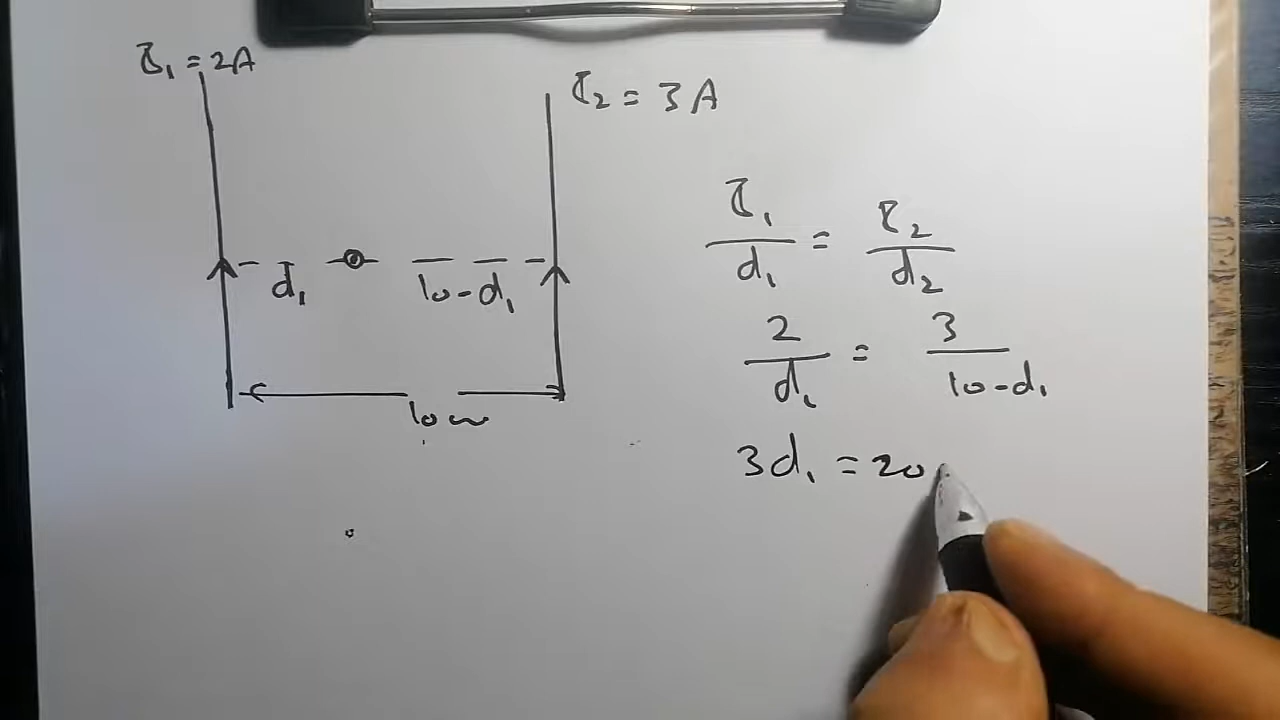 I₁ = 2A
I₂ = 3A
I₁/d₁ = I₂/d₂
d₁
10-d₁
2/d₁ = 3/10-d₁
10 cm
3d₁ = 20